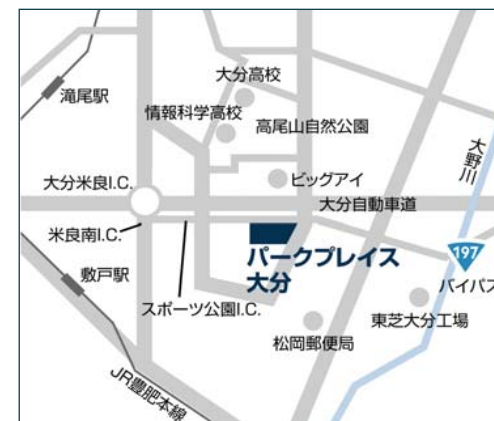 大分高校
滝尾駅
情報科学高校
高尾山自然公園
大野川
大分米良I.C.
ビッグアイ
大分自動車道
米良南I.C.
パークプレイス
大分
197
バイパス
敷戸駅
スポーツ公園I.C.
東芝大分工場
松岡郵便局
JR豊肥本線